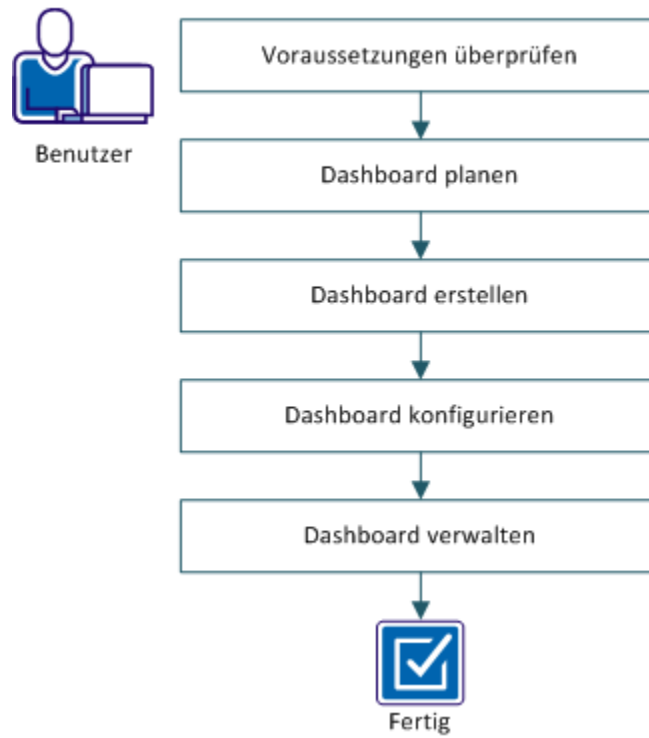 Voraussetzungen überprüfen
Benutzer
Dashboard planen
Dashboard erstellen
Dashboard konfigurieren
Dashboard verwalten
Fertig